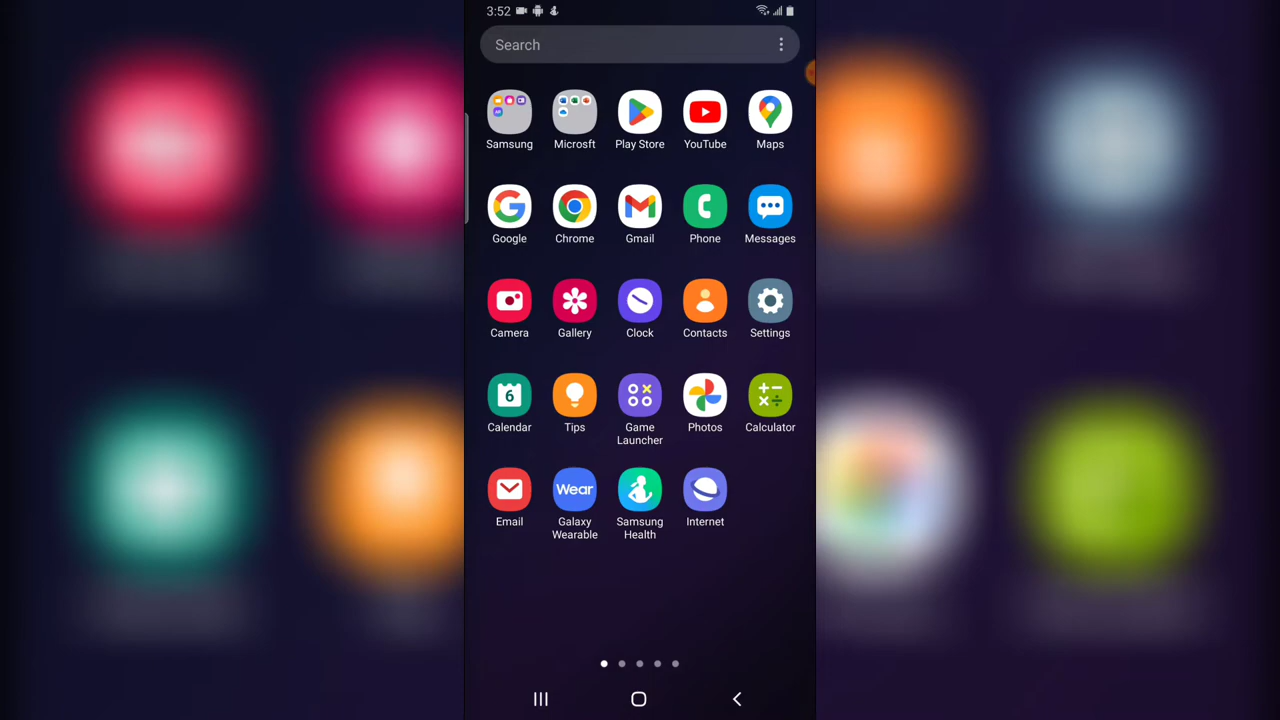 3:52
Search
Samsung Microsft Play Store YouTube Maps
Google Chrome Gmail Phone Messages
Camera Gallery Clock Contacts Settings
6
Calendar Tips Game Launcher Photos Calculator
Wear
Email Galaxy Wearable Samsung Health Internet